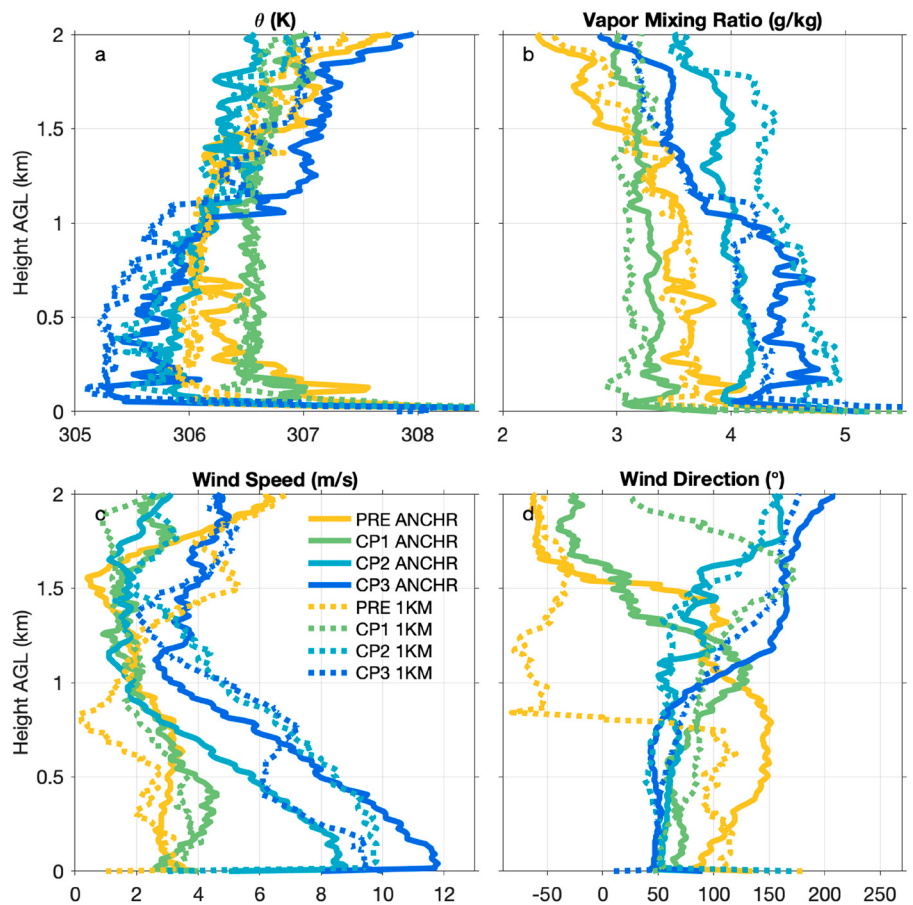 θ (K)
Vapor Mixing Ratio (g/kg)
a
b
Height AGL (km)
2
1.5
1
0.5
0
305 306 307 308
2 3 4 5
Wind Speed (m/s)
Wind Direction (°)
c
d
PRE ANCHR
CP1 ANCHR
CP2 ANCHR
CP3 ANCHR
PRE 1KM
CP1 1KM
CP2 1KM
CP3 1KM
Height AGL (km)
2
1.5
1
0.5
0
0 2 4 6 8 10 12
-50 0 50 100 150 200 250